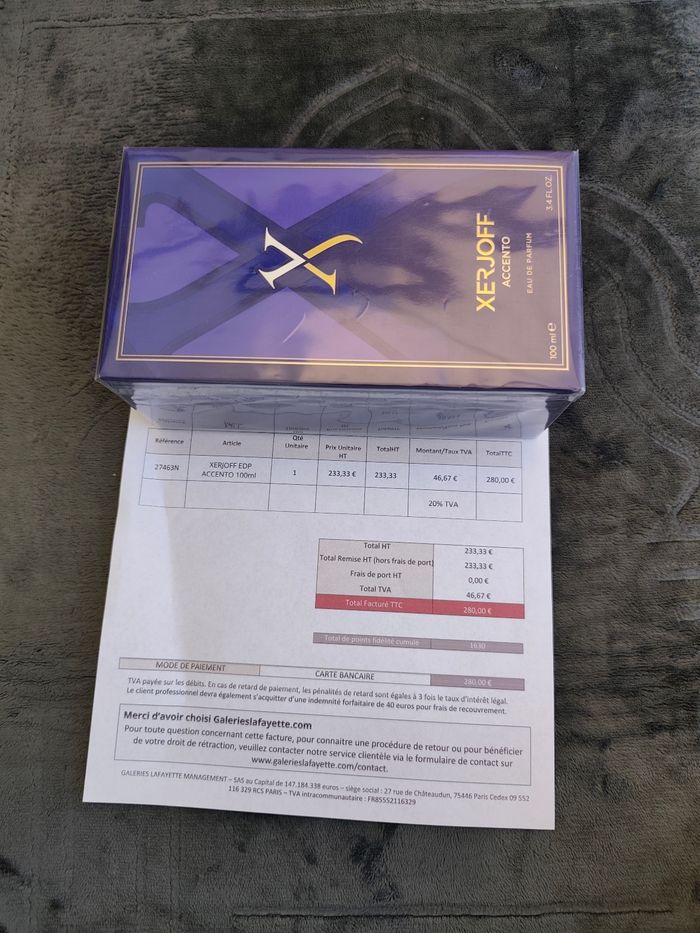 XERJOFF
ACCENTO
EAU DE PARFUM
100 ml e
3.4 FL.OZ.
Référence Article Qté Unitaire Prix Unitaire HT TotalHT Montant/Taux TVA TotalTTC
27463N XERJOFF EDP ACCENTO 100ml 1 233,33 € 233,33 46,67 € 280,00 €
20% TVA
Total HT 233,33 €
Total Remise HT (hors frais de port) 233,33 €
Frais de port HT 0,00 €
Total TVA 46,67 €
Total Facturé TTC 280,00 €
Total de points fidélité cumulé 1630
MODE DE PAIEMENT CARTE BANCAIRE 280,00 €
TVA payée sur les débits. En cas de retard de paiement, les pénalités de retard sont égales à 3 fois le taux d'intérêt légal.
Le client professionnel devra également s'acquitter d'une indemnité forfaitaire de 40 euros pour frais de recouvrement.
Merci d'avoir choisi Galerieslafayette.com
Pour toute question concernant cette facture, pour connaitre une procédure de retour ou pour bénéficier
de votre droit de rétraction, veuillez contacter notre service clientèle via le formulaire de contact sur
www.galerieslafayette.com/contact.
GALERIES LAFAYETTE MANAGEMENT – SAS au Capital de 147.184.338 euros – siège social : 27 rue de Châteaudun, 75446 Paris Cedex 09 552
116 329 RCS PARIS – TVA intracommunautaire : FR85552116329